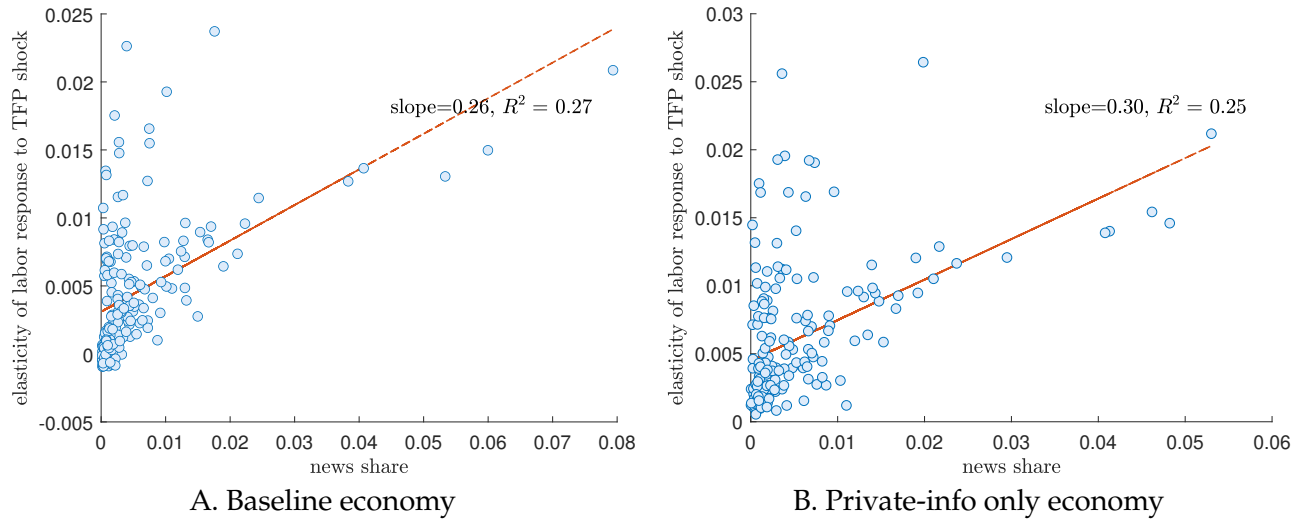 elasticity of labor response to TFP shock
0.025
0.02
0.015
0.01
0.005
0
-0.005
slope=0.26, R² = 0.27
0 0.01 0.02 0.03 0.04 0.05 0.06 0.07 0.08
news share
A. Baseline economy
elasticity of labor response to TFP shock
0.03
0.025
0.02
0.015
0.01
0.005
0
slope=0.30, R² = 0.25
0 0.01 0.02 0.03 0.04 0.05 0.06
news share
B. Private-info only economy